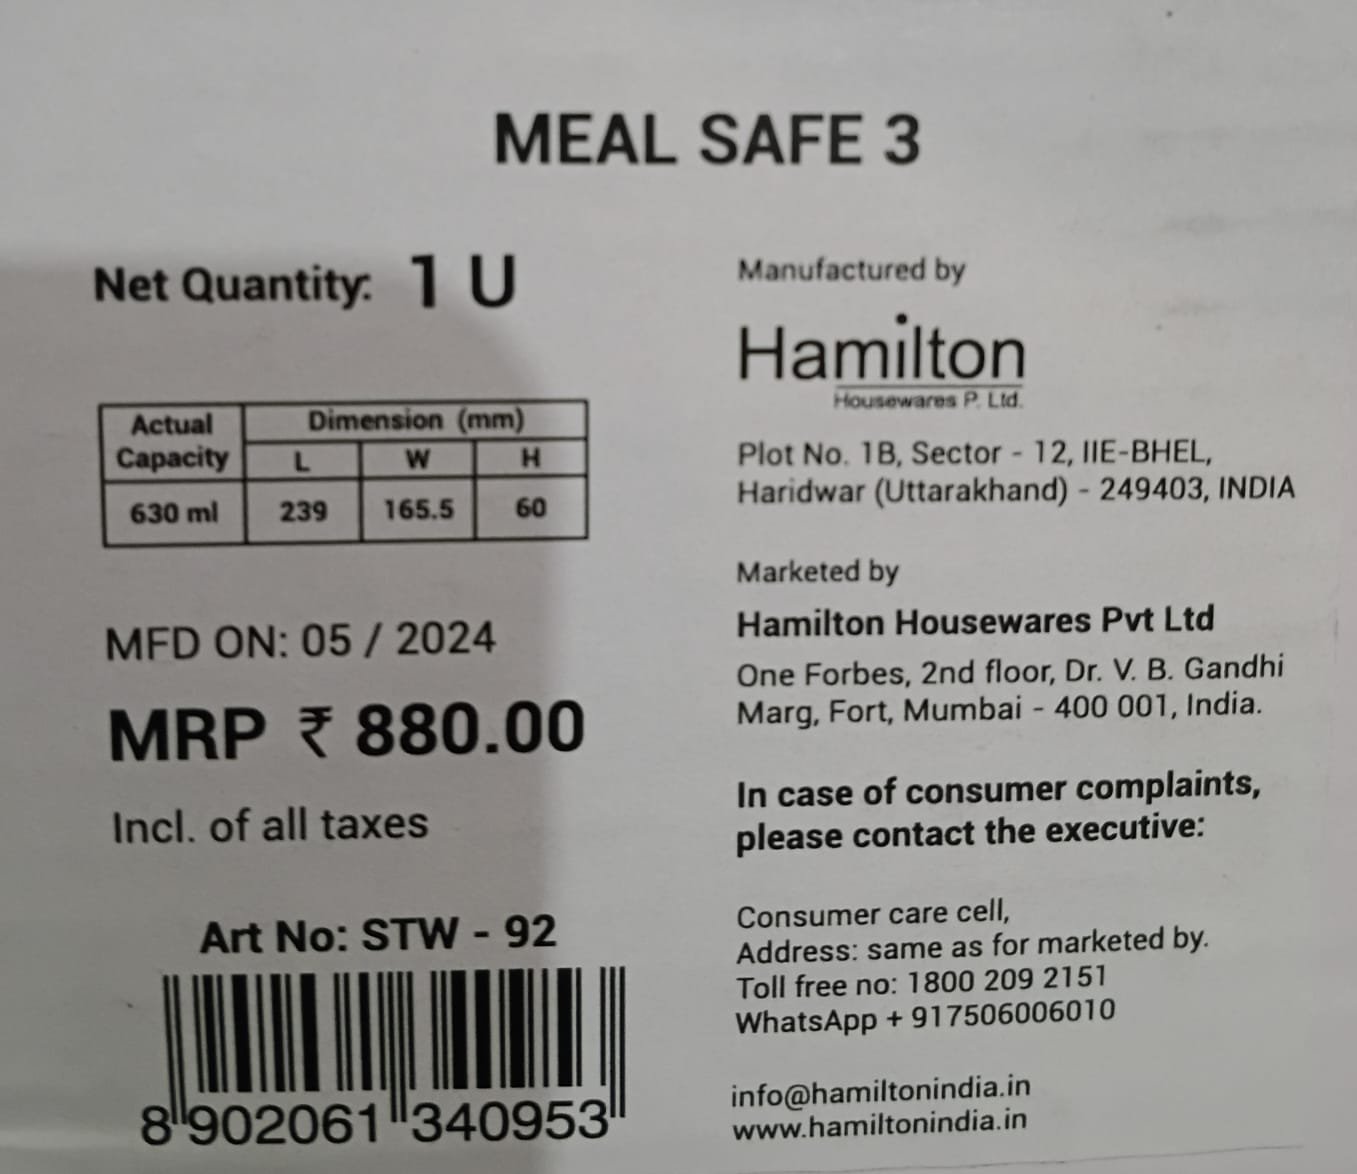 MEAL SAFE 3
Net Quantity: 1 U
Actual Capacity
Dimension (mm)
L W H
630 ml 239 165.5 60
MFD ON: 05 / 2024
MRP ₹ 880.00
Incl. of all taxes
Art No: STW - 92
8 902061 340953
Manufactured by
Hamilton
Housewares P. Ltd.
Plot No. 1B, Sector - 12, IIE-BHEL,
Haridwar (Uttarakhand) - 249403, INDIA
Marketed by
Hamilton Housewares Pvt Ltd
One Forbes, 2nd floor, Dr. V. B. Gandhi
Marg, Fort, Mumbai - 400 001, India.
In case of consumer complaints,
please contact the executive:
Consumer care cell,
Address: same as for marketed by.
Toll free no: 1800 209 2151
WhatsApp + 917506006010
info@hamiltonindia.in
www.hamiltonindia.in